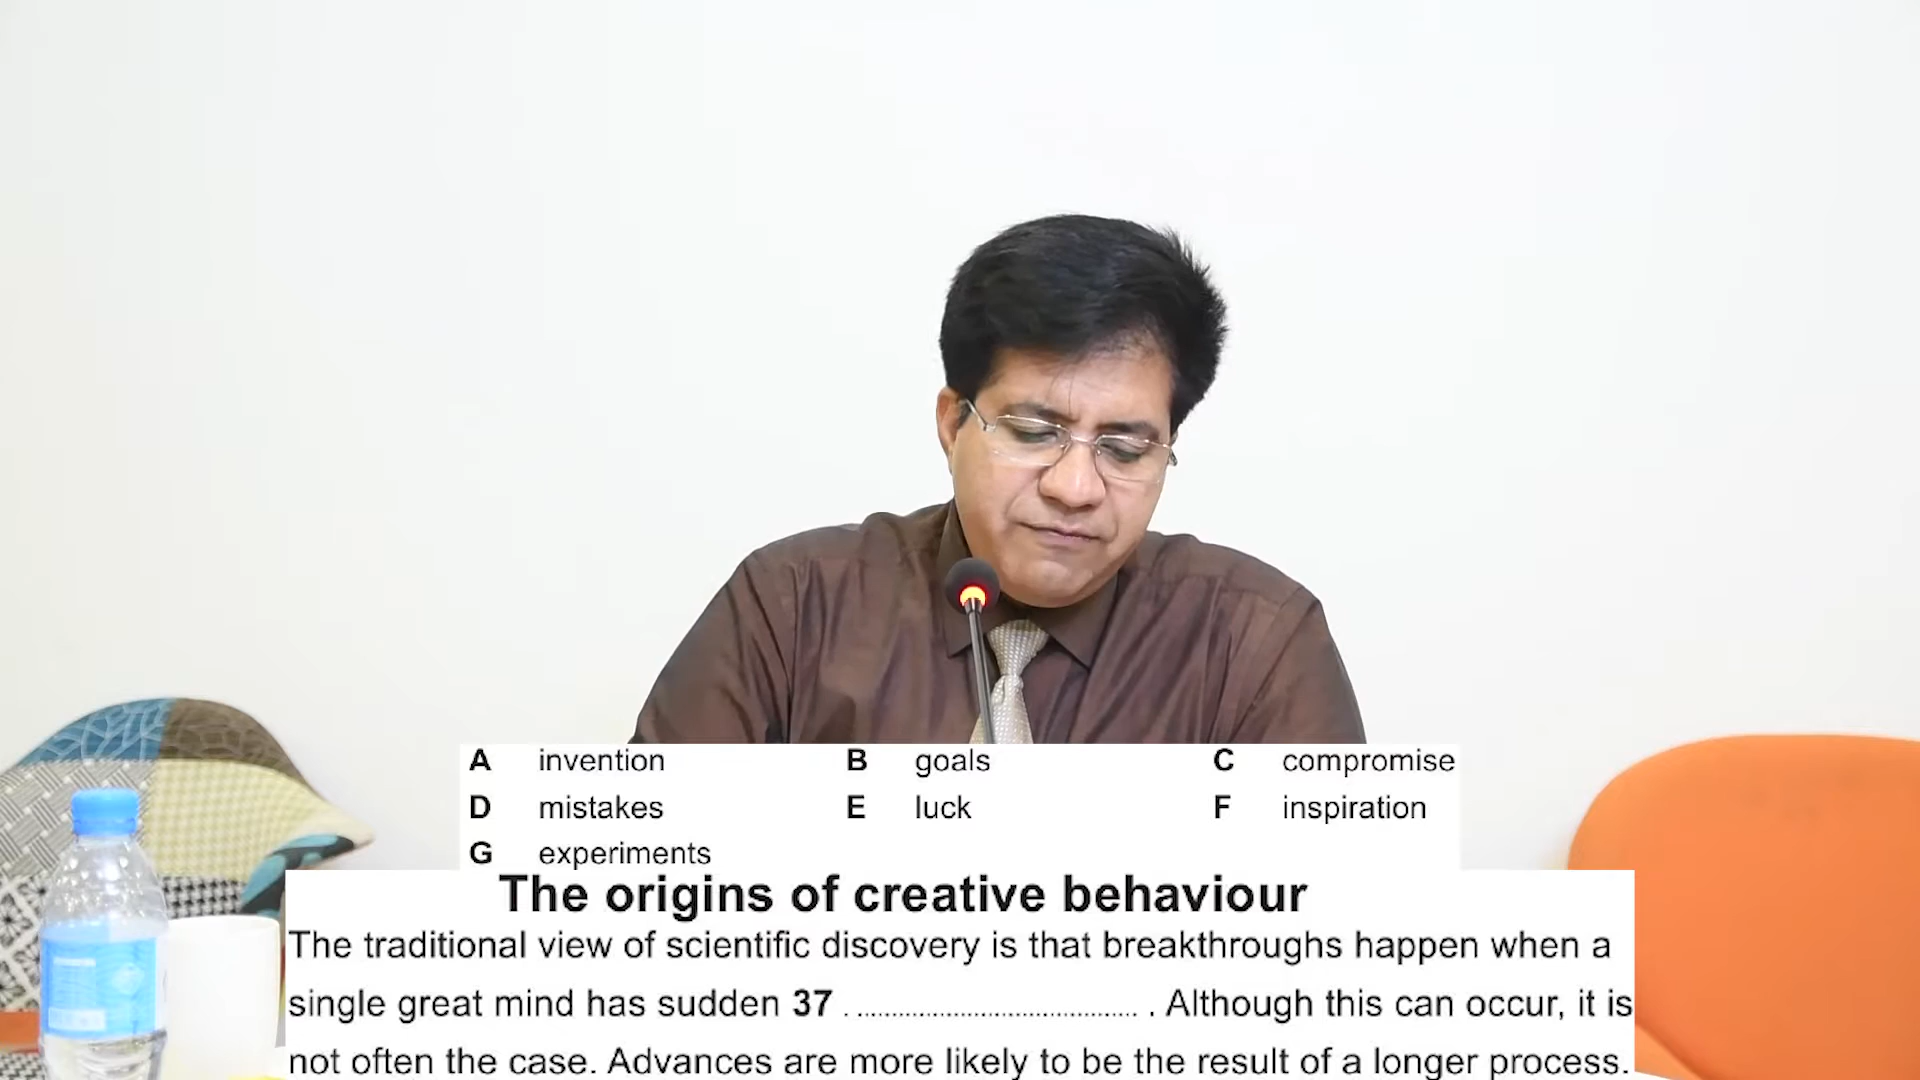 A invention B goals C compromise
D mistakes E luck F inspiration
G experiments
The origins of creative behaviour
The traditional view of scientific discovery is that breakthroughs happen when a
single great mind has sudden 37 . ........................................ . Although this can occur, it is
not often the case. Advances are more likely to be the result of a longer process.